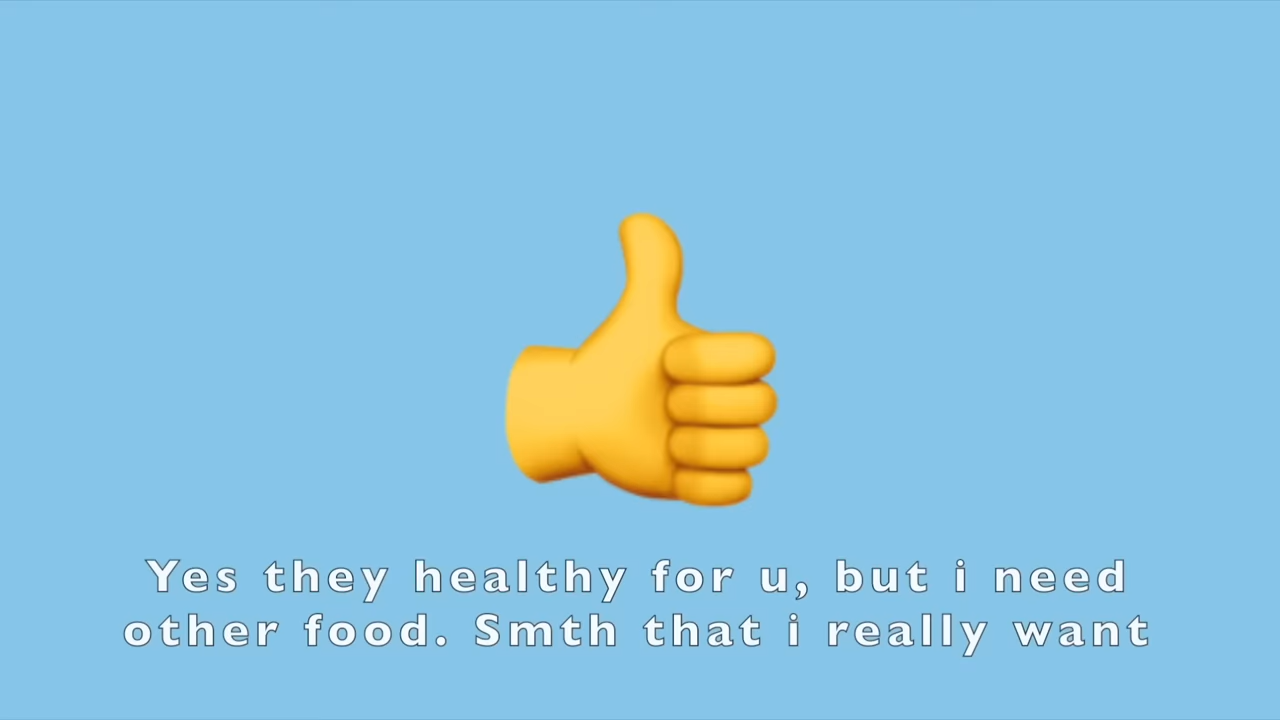 Yes they healthy for u, but i need
other food. Smth that i really want